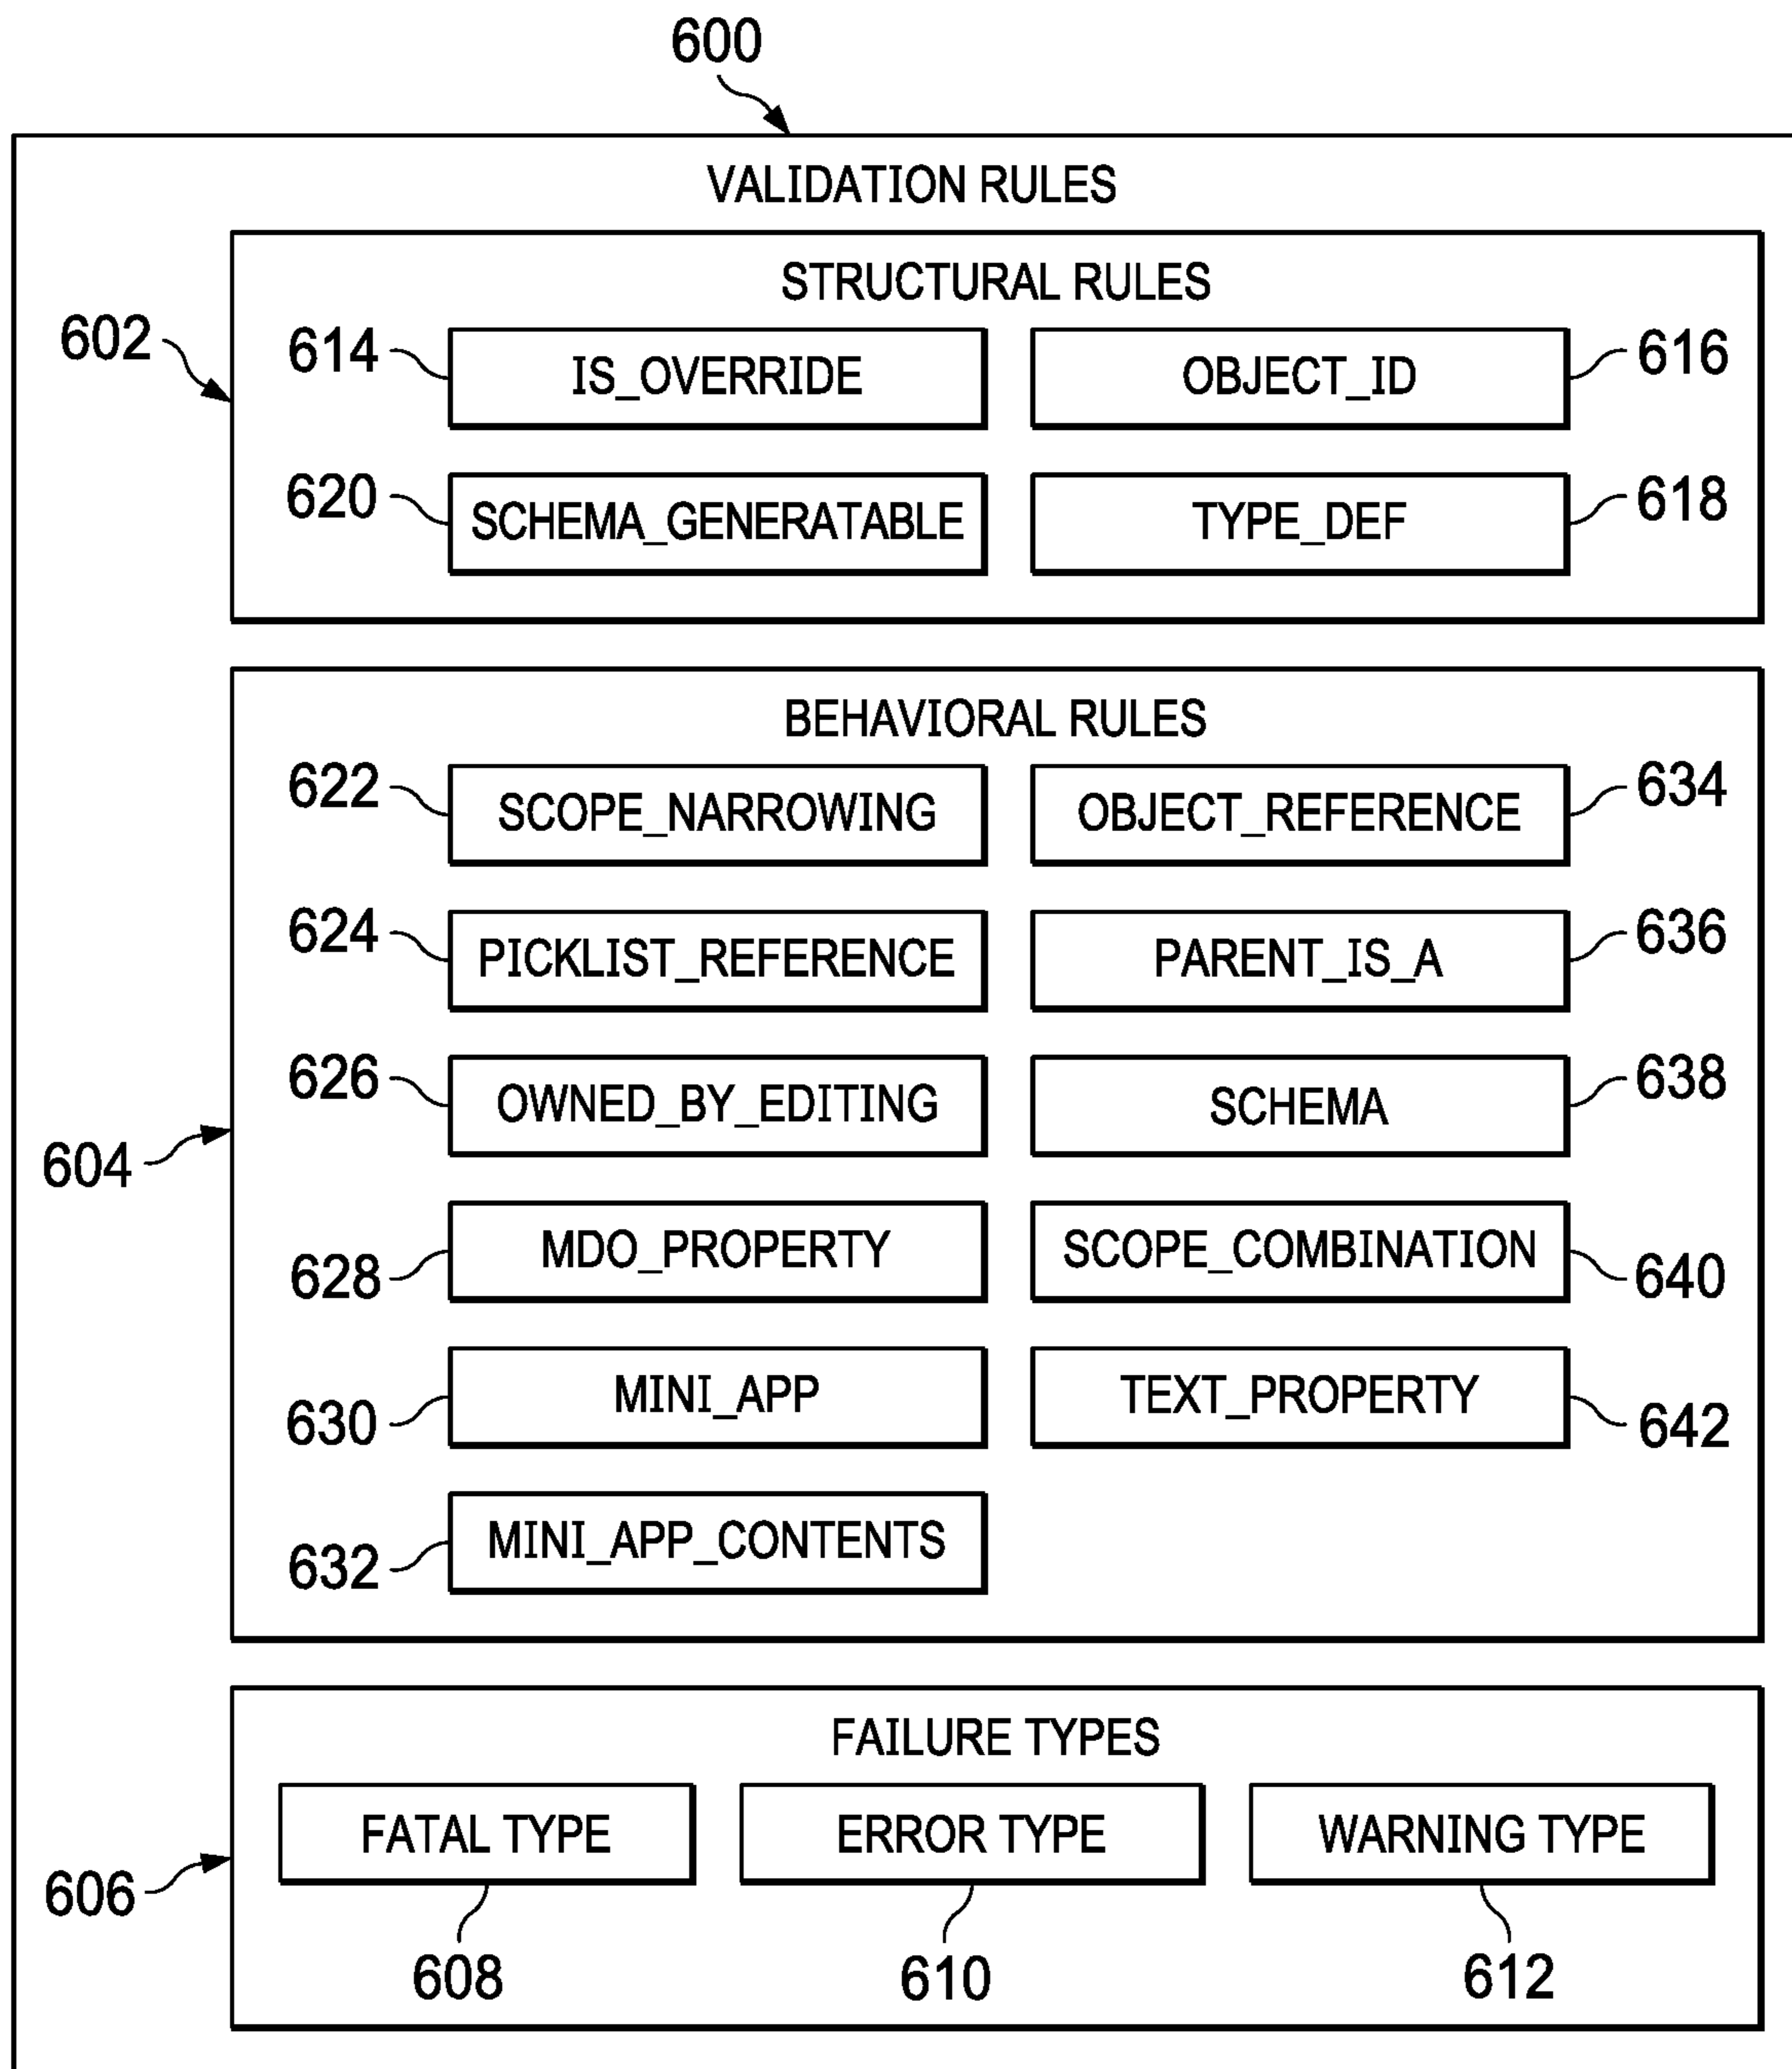 600
VALIDATION RULES
STRUCTURAL RULES
602
614 IS_OVERRIDE OBJECT_ID 616
620 SCHEMA_GENERATABLE TYPE_DEF 618
BEHAVIORAL RULES
622 SCOPE_NARROWING OBJECT_REFERENCE 634
624 PICKLIST_REFERENCE PARENT_IS_A 636
626 OWNED_BY_EDITING SCHEMA 638
604
628 MDO_PROPERTY SCOPE_COMBINATION 640
630 MINI_APP TEXT_PROPERTY 642
632 MINI_APP_CONTENTS
FAILURE TYPES
FATAL TYPE ERROR TYPE WARNING TYPE
606
608 610 612